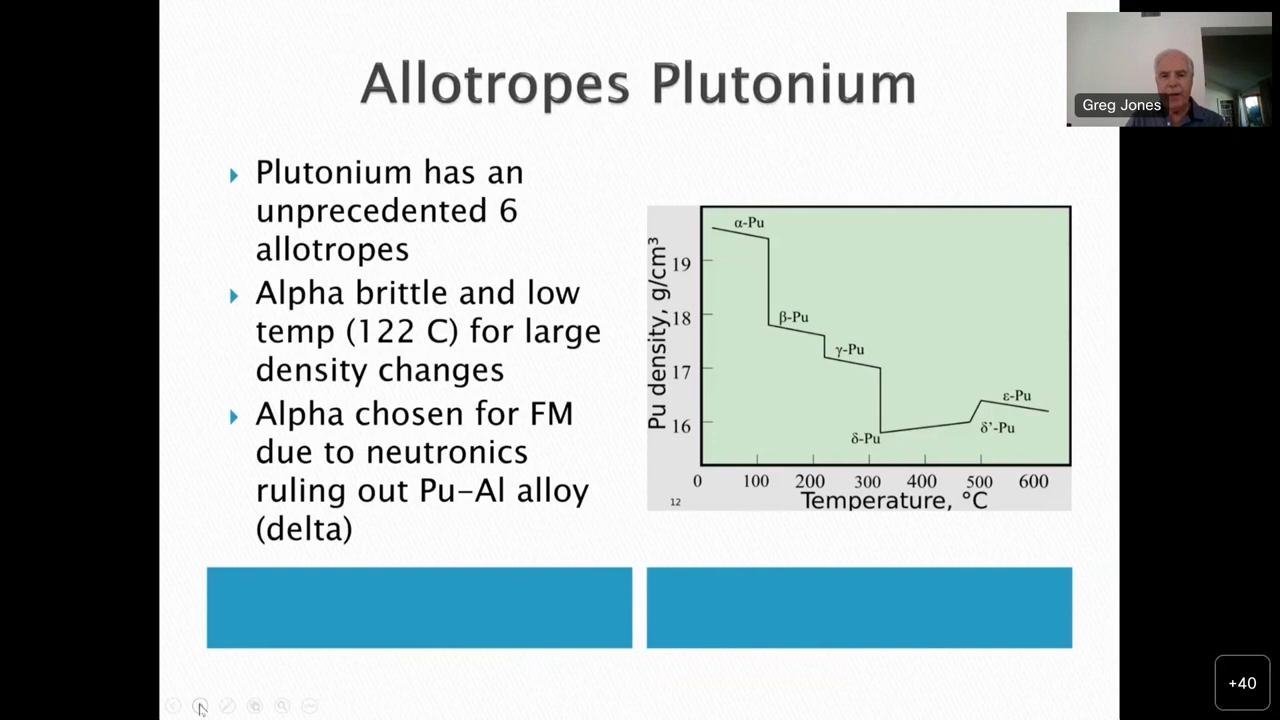 Allotropes Plutonium
Greg Jones
Plutonium has an
unprecedented 6
allotropes
Alpha brittle and low
temp (122 C) for large
density changes
Alpha chosen for FM
due to neutronics
ruling out Pu-Al alloy
(delta)
Pu density, g/cm³
19
18
17
16
α-Pu
β-Pu
γ-Pu
δ-Pu
ε-Pu
δ'-Pu
0 100 200 300 400 500 600
Temperature, °C
12
+40